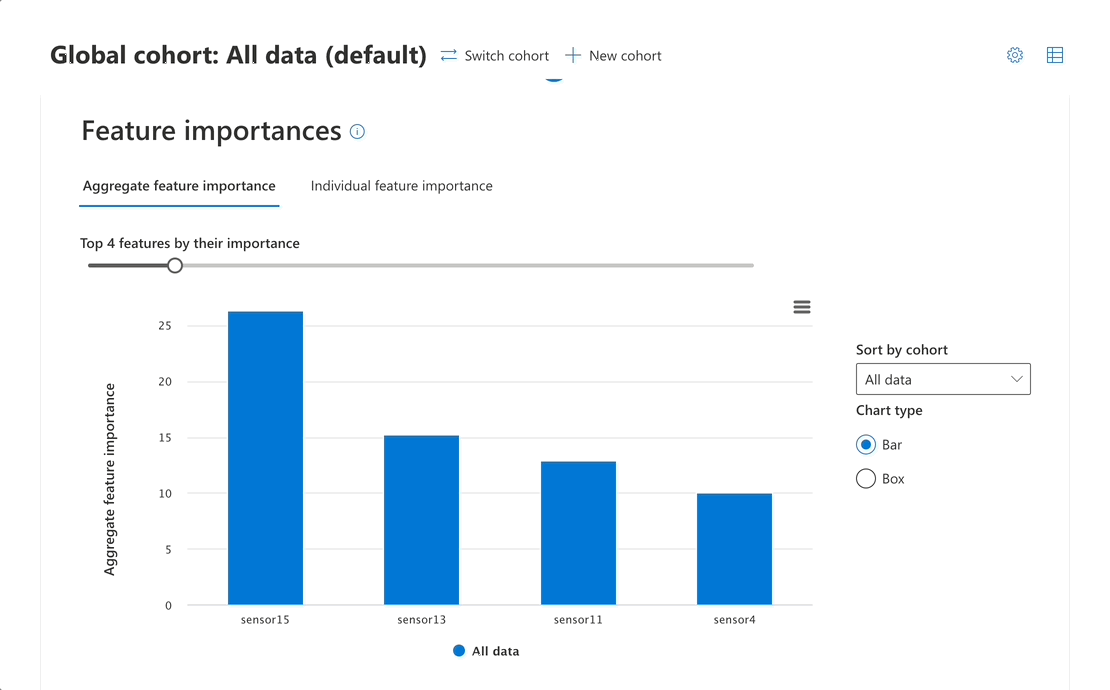 Global cohort: All data (default) Switch cohort New cohort
Feature importances
Aggregate feature importance Individual feature importance
Top 4 features by their importance
25
20
15
10
5
0
Aggregate feature importance
sensor15 sensor13 sensor11 sensor4
All data
Sort by cohort
All data
Chart type
Bar
Box